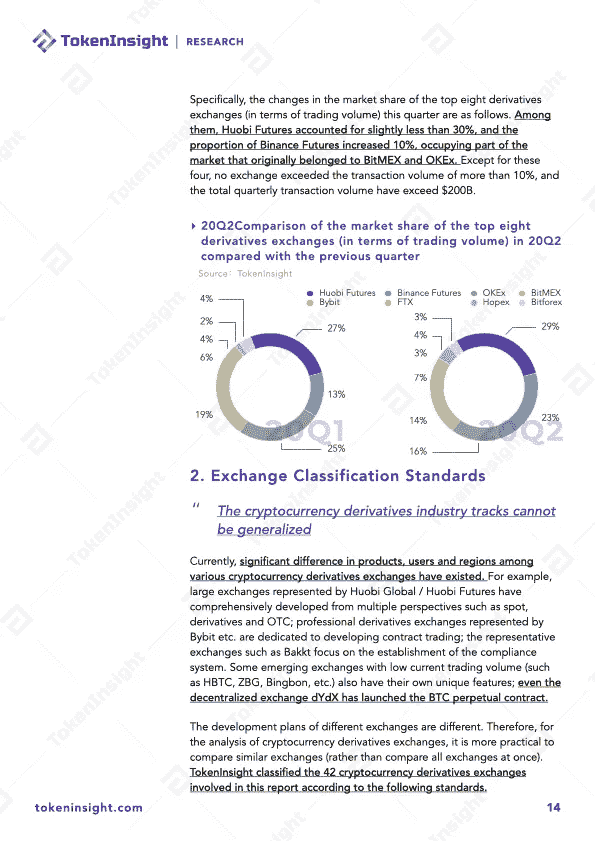 TokenInsight | RESEARCH
Specifically, the changes in the market share of the top eight derivatives
exchanges (in terms of trading volume) this quarter are as follows. Among
them, Huobi Futures accounted for slightly less than 30%, and the
proportion of Binance Futures increased 10%, occupying part of the
market that originally belonged to BitMEX and OKEx. Except for these
four, no exchange exceeded the transaction volume of more than 10%, and
the total quarterly transaction volume have exceed $200B.
20Q2Comparison of the market share of the top eight
derivatives exchanges (in terms of trading volume) in 20Q2
compared with the previous quarter
Source: TokenInsight
Huobi Futures Binance Futures OKEx BitMEX
Bybit FTX Hopex Bitforex
4%
2%
4%
6%
19%
27%
13%
25%
20Q1
3%
4%
3%
7%
14%
16%
29%
23%
20Q2
2. Exchange Classification Standards
“ The cryptocurrency derivatives industry tracks cannot
be generalized
Currently, significant difference in products, users and regions among
various cryptocurrency derivatives exchanges have existed. For example,
large exchanges represented by Huobi Global / Huobi Futures have
comprehensively developed from multiple perspectives such as spot,
derivatives and OTC; professional derivatives exchanges represented by
Bybit etc. are dedicated to developing contract trading; the representative
exchanges such as Bakkt focus on the establishment of the compliance
system. Some emerging exchanges with low current trading volume (such
as HBTC, ZBG, Bingbon, etc.) also have their own unique features; even the
decentralized exchange dYdX has launched the BTC perpetual contract.
The development plans of different exchanges are different. Therefore, for
the analysis of cryptocurrency derivatives exchanges, it is more practical to
compare similar exchanges (rather than compare all exchanges at once).
TokenInsight classified the 42 cryptocurrency derivatives exchanges
involved in this report according to the following standards.
tokeninsight.com
14